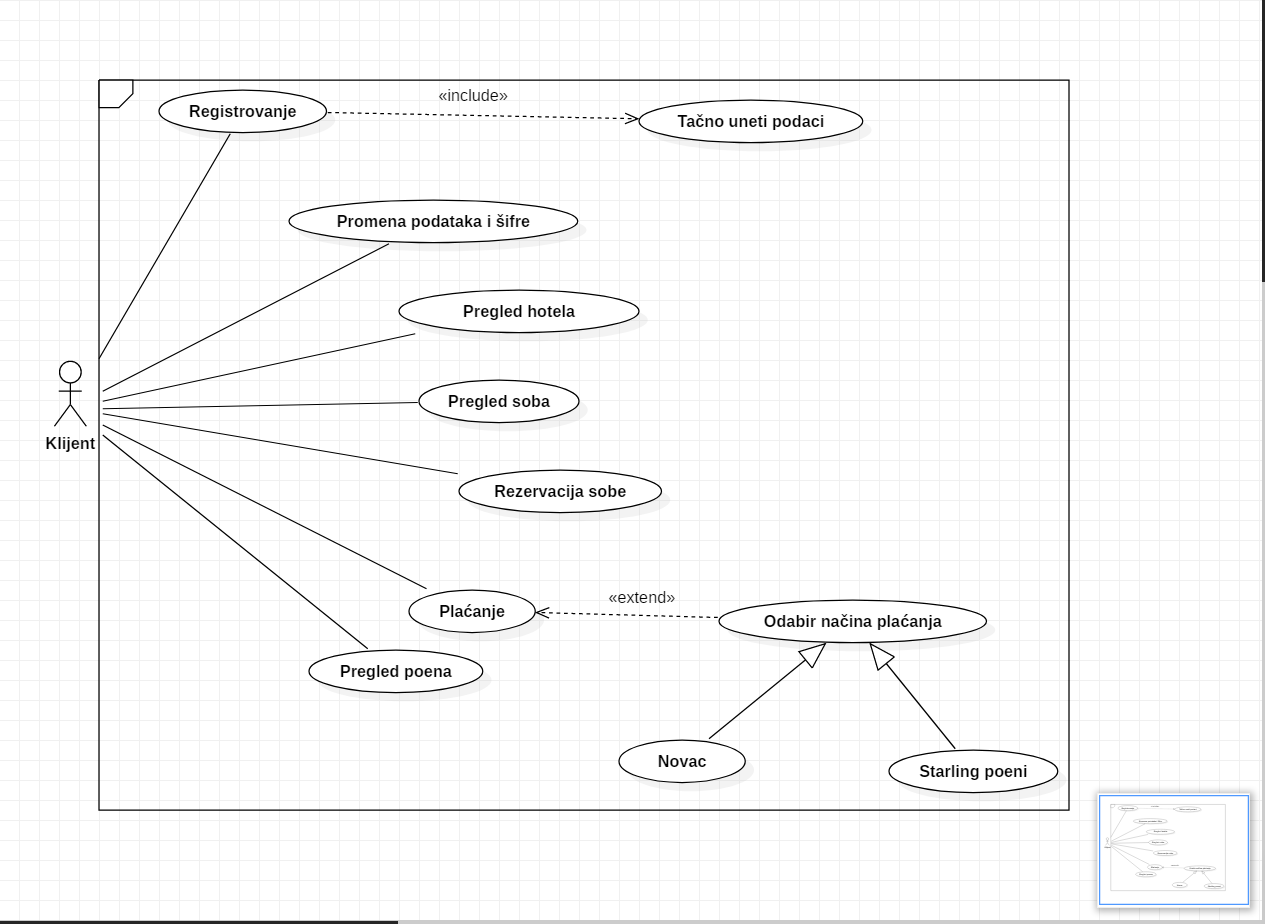 Registrovanje
«include»
Tačno uneti podaci
Promena podataka i šifre
Pregled hotela
Pregled soba
Klijent
Rezervacija sobe
Plaćanje
«extend»
Odabir načina plaćanja
Pregled poena
Novac
Starling poeni